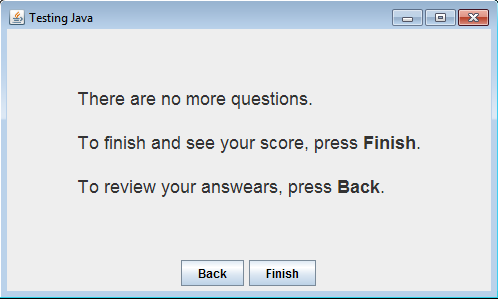 Testing Java
There are no more questions.
To finish and see your score, press Finish.
To review your answears, press Back.
Back Finish